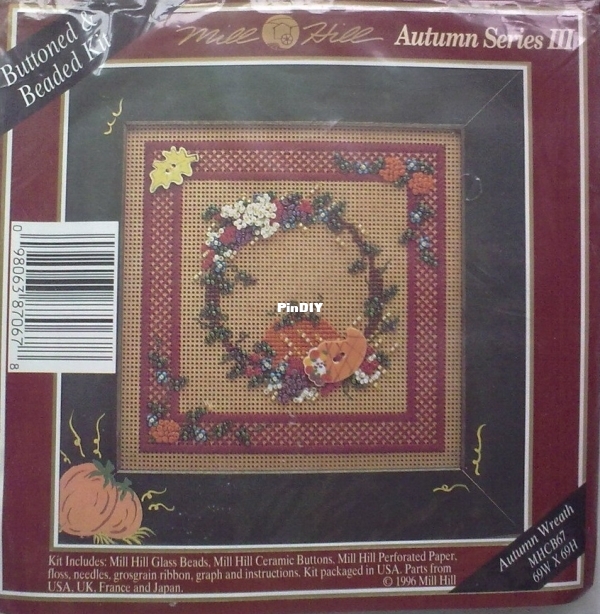 Mill Hill Autumn Series III
Buttoned &
Beaded Kit
0 98063 87067 8
PinDIY
Autumn Wreath
MHCB67
69W X 69H
Kit Includes: Mill Hill Glass Beads, Mill Hill Ceramic Buttons, Mill Hill Perforated Paper,
floss, needles, grosgrain ribbon, graph and instructions. Kit packaged in USA. Parts from
USA, UK, France and Japan. © 1996 Mill Hill